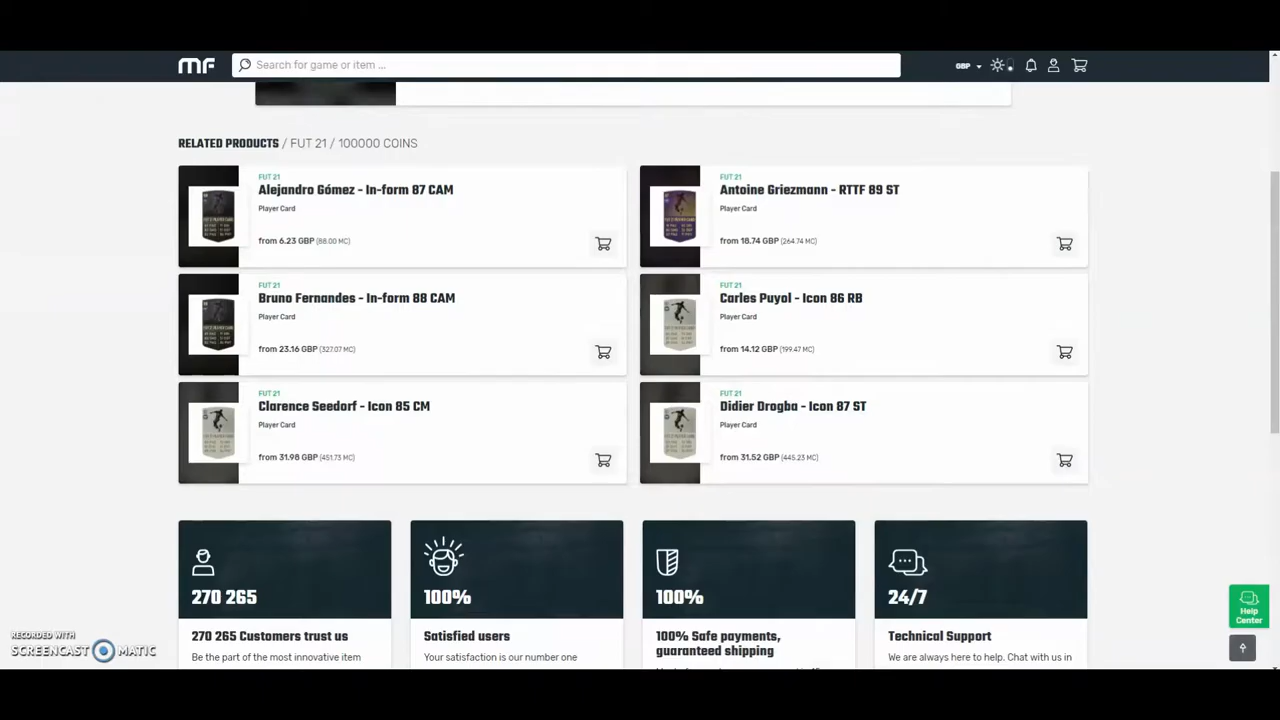 MF
Search for game or item ...
GBP
RELATED PRODUCTS / FUT 21 / 100000 COINS
FUT 21
Alejandro Gómez - In-form 87 CAM
Player Card
from 6.23 GBP (88.00 MC)
FUT 21
Antoine Griezmann - RTTF 89 ST
Player Card
from 18.74 GBP (264.74 MC)
FUT 21
Bruno Fernandes - In-form 88 CAM
Player Card
from 23.16 GBP (327.07 MC)
FUT 21
Carles Puyol - Icon 86 RB
Player Card
from 14.12 GBP (199.47 MC)
FUT 21
Clarence Seedorf - Icon 85 CM
Player Card
from 31.98 GBP (451.73 MC)
FUT 21
Didier Drogba - Icon 87 ST
Player Card
from 31.52 GBP (445.23 MC)
270 265
270 265 Customers trust us
Be the part of the most innovative item
100%
Satisfied users
Your satisfaction is our number one
100%
100% Safe payments,
guaranteed shipping
24/7
Technical Support
We are always here to help. Chat with us in
Help
Center
RECORDED WITH
SCREENCAST MATIC